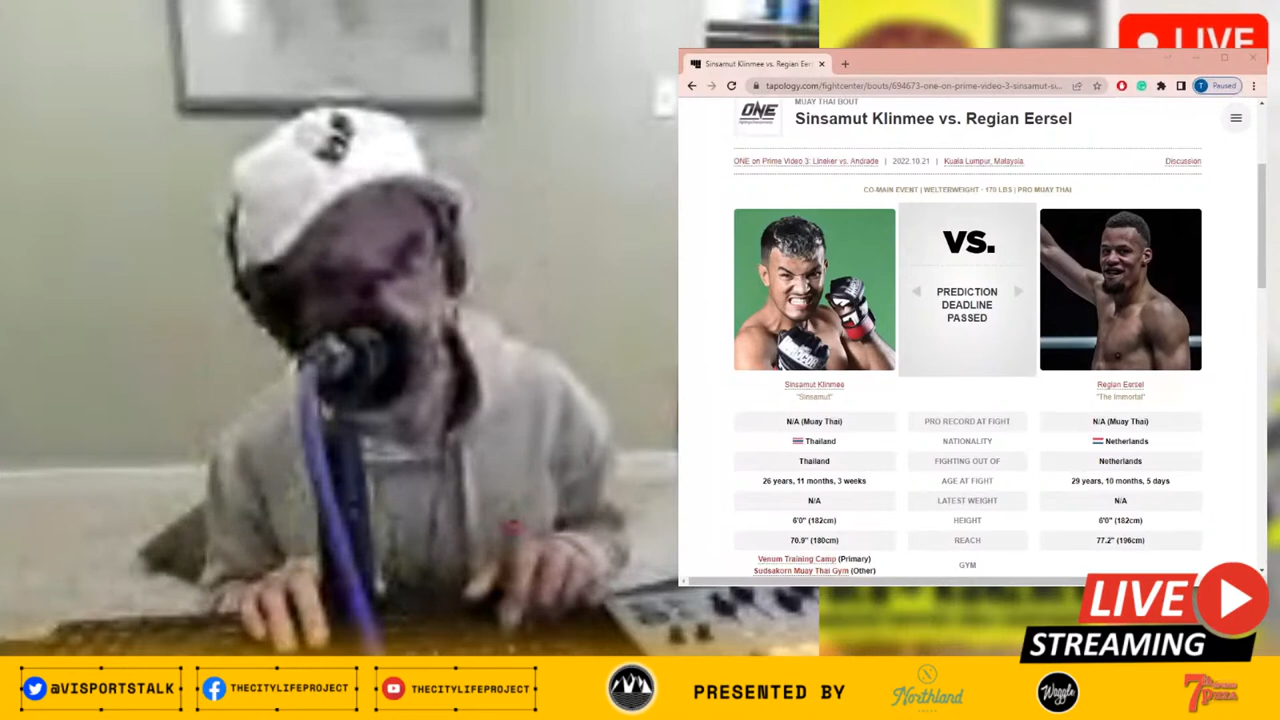 LIVE
Sinsamut Klinmee vs. Regian Eer
tapology.com/fightcenter/bouts/694673-one-on-prime-video-3-sinsamut-s...
T Paused
ONE
MUAY THAI BOUT
Sinsamut Klinmee vs. Regian Eersel
ONE on Prime Video 3: Lineker vs. Andrade | 2022.10.21 | Kuala Lumpur, Malaysia
Discussion
CO-MAIN EVENT | WELTERWEIGHT · 170 LBS | PRO MUAY THAI
VS.
PREDICTION
DEADLINE
PASSED
Sinsamut Klinmee
"Sinsamut"
Regian Eersel
"The Immortal"
N/A (Muay Thai) PRO RECORD AT FIGHT N/A (Muay Thai)
Thailand NATIONALITY Netherlands
Thailand FIGHTING OUT OF Netherlands
26 years, 11 months, 3 weeks AGE AT FIGHT 29 years, 10 months, 5 days
N/A LATEST WEIGHT N/A
6'0" (182cm) HEIGHT 6'0" (182cm)
70.9" (180cm) REACH 77.2" (196cm)
Venum Training Camp (Primary)
Sudsakorn Muay Thai Gym (Other)
GYM
LIVE
STREAMING
@VISPORTSTALK
THECITYLIFEPROJECT
THECITYLIFEPROJECT
PRESENTED BY
Northland
Waggle
PIZZA